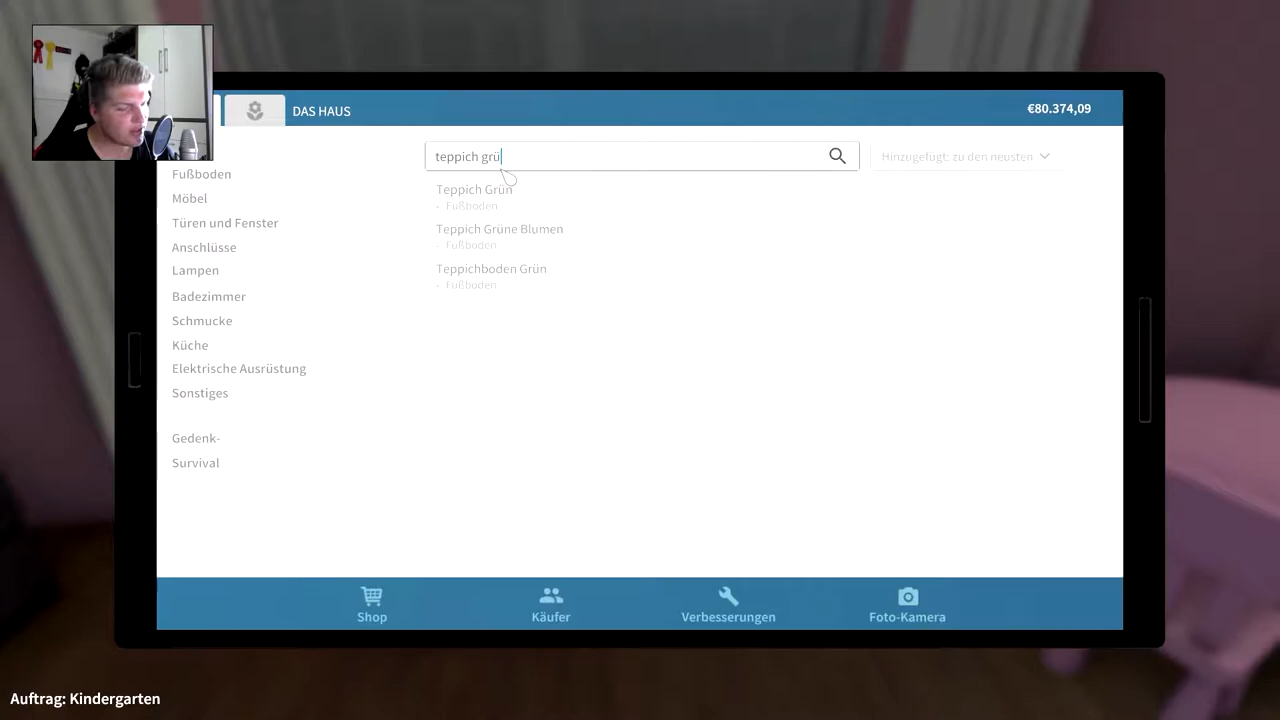 DAS HAUS
€80.374,09
teppich grü
Hinzugefügt: zu den neusten
Fußboden
Möbel
Türen und Fenster
Anschlüsse
Lampen
Badezimmer
Schmucke
Küche
Elektrische Ausrüstung
Sonstiges
Gedenk-
Survival
Teppich Grün
- Fußboden
Teppich Grüne Blumen
- Fußboden
Teppichboden Grün
- Fußboden
Shop
Käufer
Verbesserungen
Foto-Kamera
Auftrag: Kindergarten